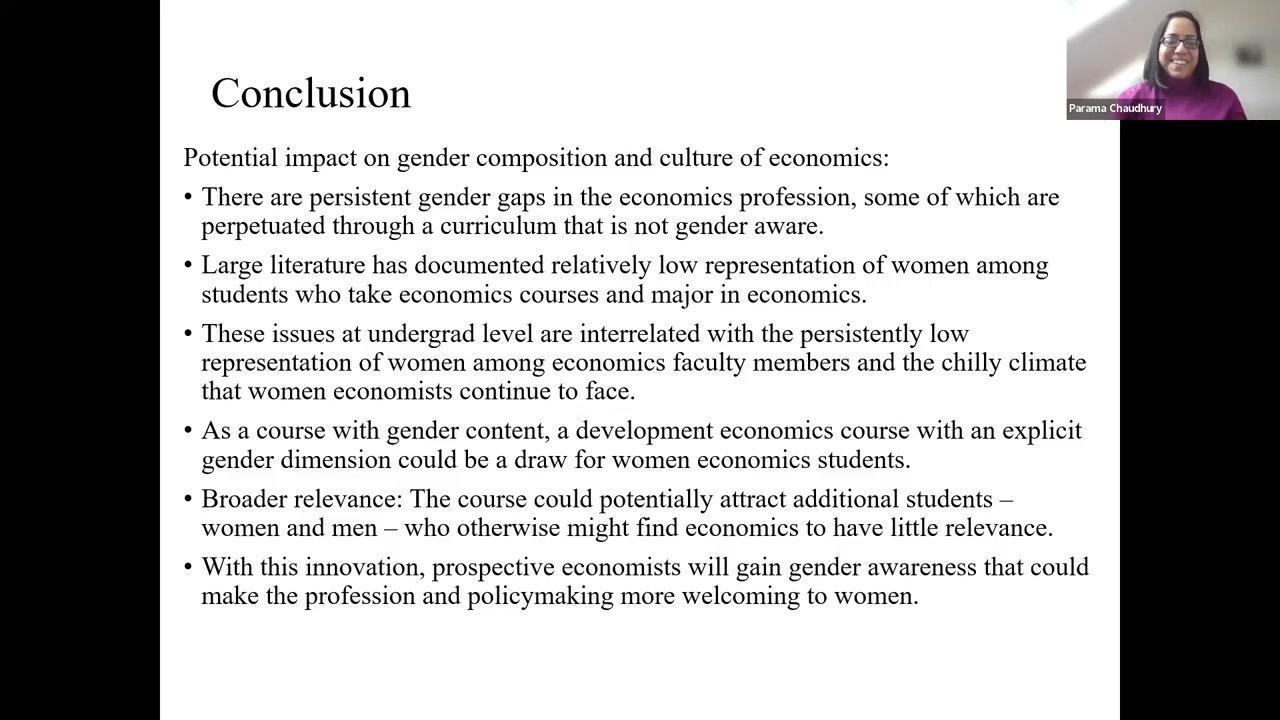 Conclusion
Parama Chaudhury
Potential impact on gender composition and culture of economics:
• There are persistent gender gaps in the economics profession, some of which are
perpetuated through a curriculum that is not gender aware.
• Large literature has documented relatively low representation of women among
students who take economics courses and major in economics.
• These issues at undergrad level are interrelated with the persistently low
representation of women among economics faculty members and the chilly climate
that women economists continue to face.
• As a course with gender content, a development economics course with an explicit
gender dimension could be a draw for women economics students.
• Broader relevance: The course could potentially attract additional students –
women and men – who otherwise might find economics to have little relevance.
• With this innovation, prospective economists will gain gender awareness that could
make the profession and policymaking more welcoming to women.